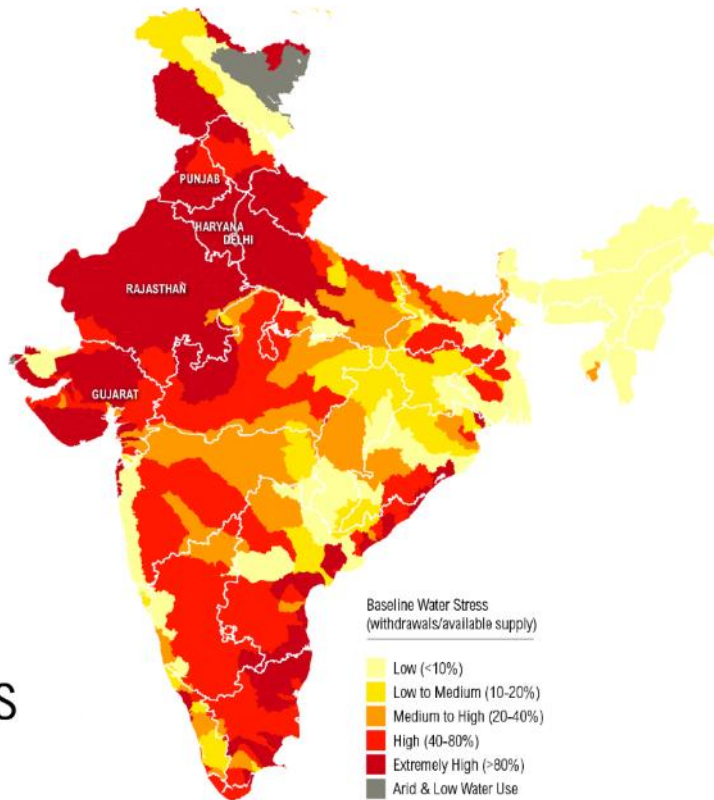 PUNJAB
HARYANA
DELHI
RAJASTHAN
GUJARAT
S
Baseline Water Stress
(withdrawals/available supply)
Low (<10%)
Low to Medium (10-20%)
Medium to High (20-40%)
High (40-80%)
Extremely High (>80%)
Arid & Low Water Use